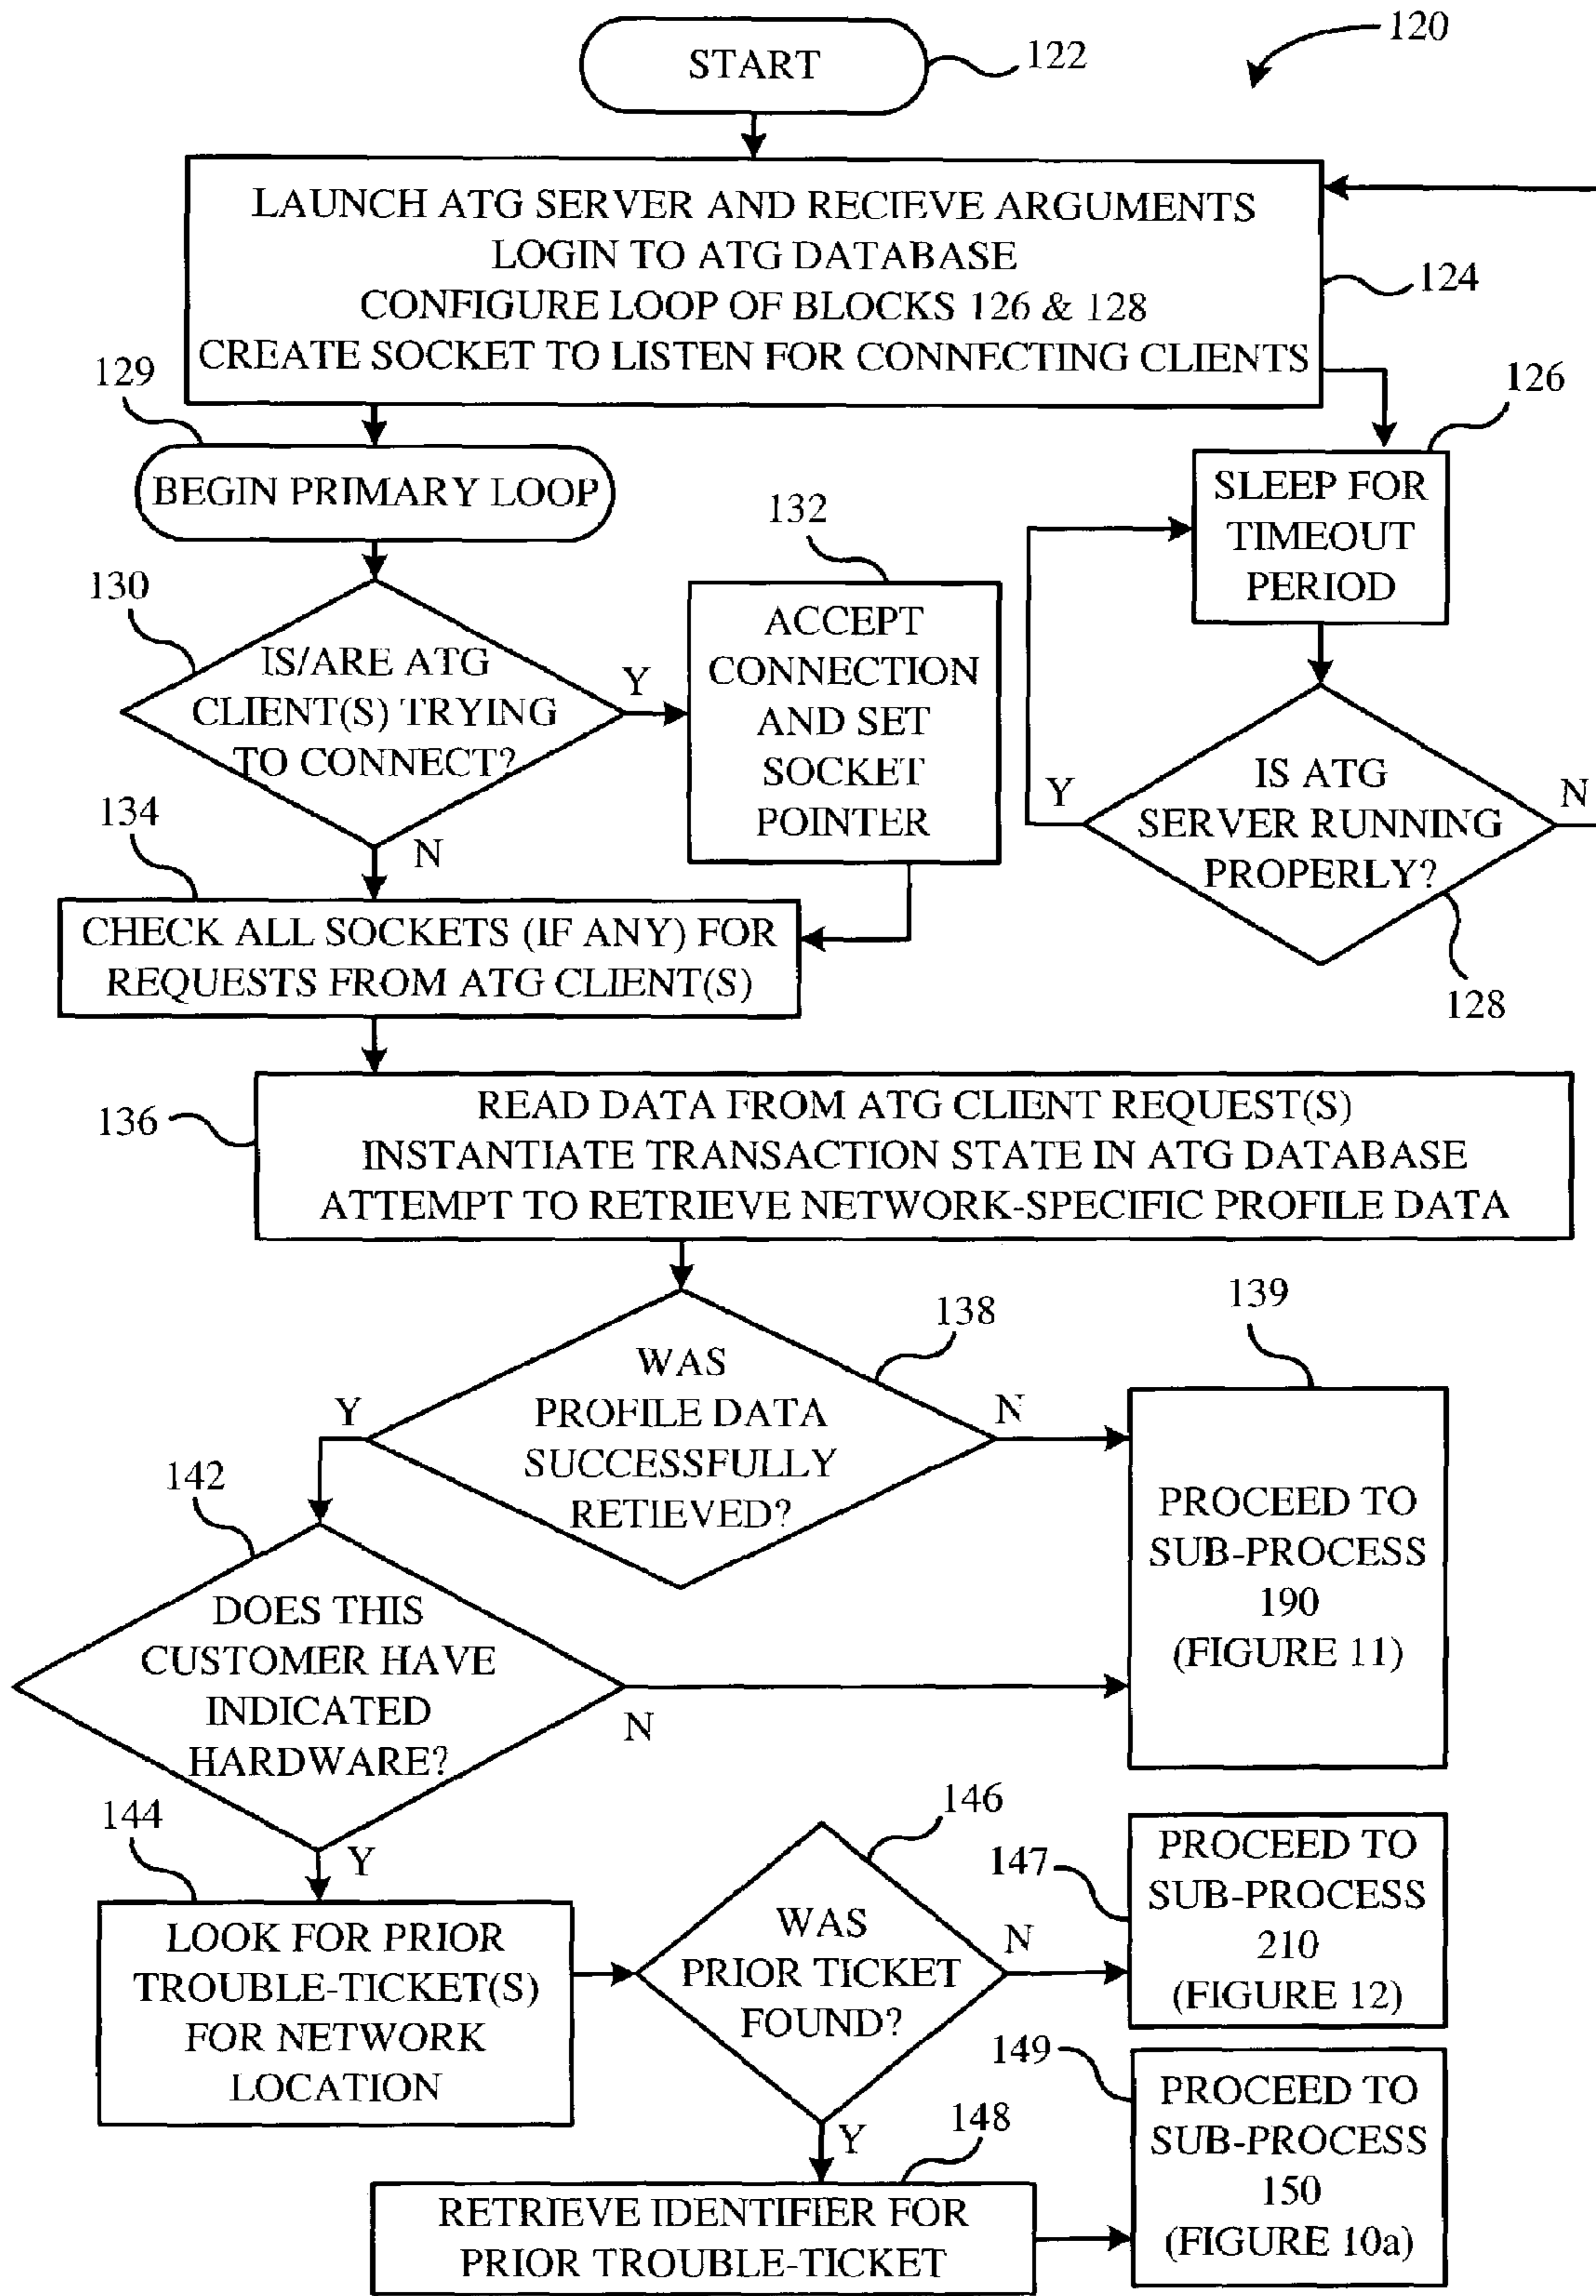 120
START
122
LAUNCH ATG SERVER AND RECIEVE ARGUMENTS
LOGIN TO ATG DATABASE
CONFIGURE LOOP OF BLOCKS 126 & 128
CREATE SOCKET TO LISTEN FOR CONNECTING CLIENTS
124
129
BEGIN PRIMARY LOOP
126
SLEEP FOR
TIMEOUT
PERIOD
130
IS/ARE ATG
CLIENT(S) TRYING
TO CONNECT?
Y
N
132
ACCEPT
CONNECTION
AND SET
SOCKET
POINTER
IS ATG
SERVER RUNNING
PROPERLY?
Y
N
128
134
CHECK ALL SOCKETS (IF ANY) FOR
REQUESTS FROM ATG CLIENT(S)
136
READ DATA FROM ATG CLIENT REQUEST(S)
INSTANTIATE TRANSACTION STATE IN ATG DATABASE
ATTEMPT TO RETRIEVE NETWORK-SPECIFIC PROFILE DATA
138
WAS
PROFILE DATA
SUCCESSFULLY
RETIEVED?
Y
N
139
PROCEED TO
SUB-PROCESS
190
(FIGURE 11)
142
DOES THIS
CUSTOMER HAVE
INDICATED
HARDWARE?
N
Y
144
LOOK FOR PRIOR
TROUBLE-TICKET(S)
FOR NETWORK
LOCATION
146
WAS
PRIOR TICKET
FOUND?
N
Y
147
PROCEED TO
SUB-PROCESS
210
(FIGURE 12)
148
RETRIEVE IDENTIFIER FOR
PRIOR TROUBLE-TICKET
149
PROCEED TO
SUB-PROCESS
150
(FIGURE 10a)